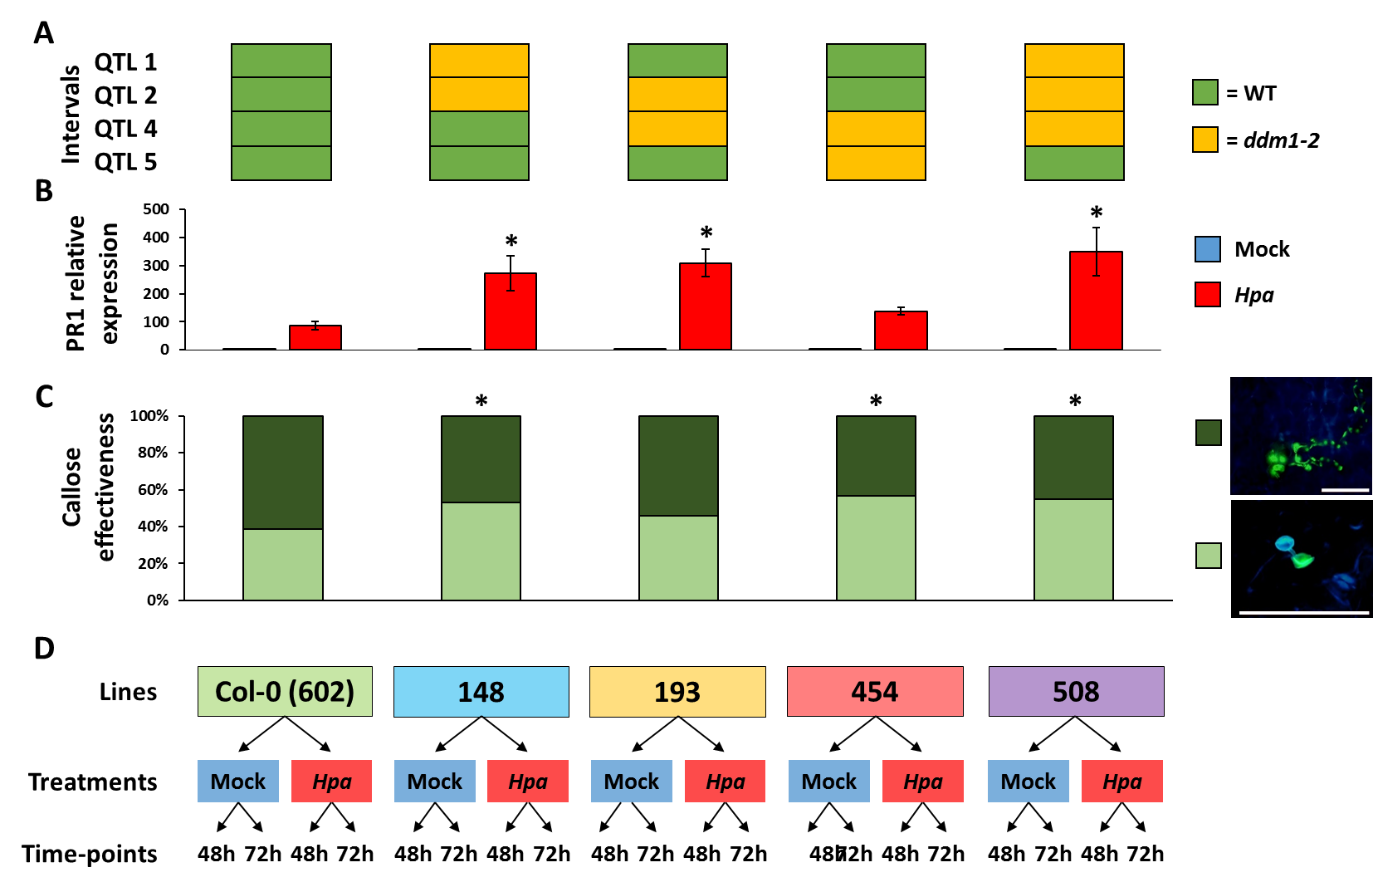 A
Intervals
QTL 1
QTL 2
QTL 4
QTL 5
= WT
= ddm1-2
B
PR1 relative
expression
500
400
300
200
100
0
*
*
*
Mock
Hpa
C
Callose
effectiveness
100%
80%
60%
40%
20%
0%
*
*
*
D
Lines
Col-0 (602)
148
193
454
508
Treatments
Mock
Hpa
Mock
Hpa
Mock
Hpa
Mock
Hpa
Mock
Hpa
Time-points
48h 72h 48h 72h 48h 72h 48h 72h 48h 72h 48h 72h 48h 72h 48h 72h 48h 72h 48h 72h